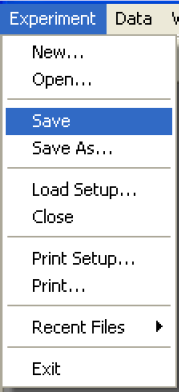 Experiment Data
New...
Open...
Save
Save As...
Load Setup...
Close
Print Setup...
Print...
Recent Files
Exit